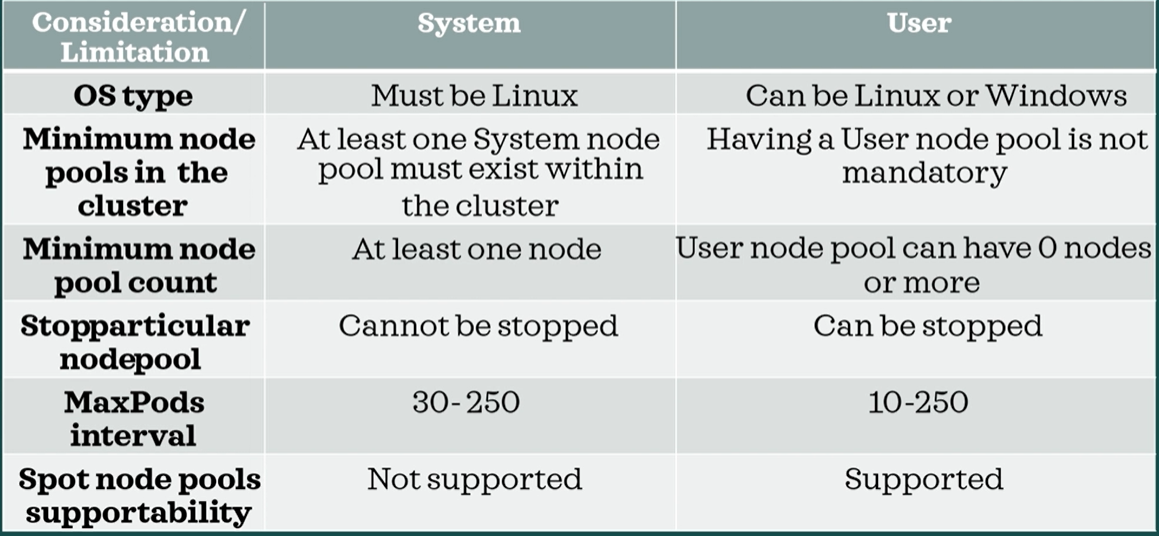 Consideration/
Limitation
System
User
OS type
Must be Linux
Can be Linux or Windows
Minimum node
pools in the
cluster
At least one System node
pool must exist within
the cluster
Having a User node pool is not
mandatory
Minimum node
pool count
At least one node
User node pool can have 0 nodes
or more
Stopparticular
nodepool
Cannot be stopped
Can be stopped
MaxPods
interval
30-250
10-250
Spot node pools
supportability
Not supported
Supported